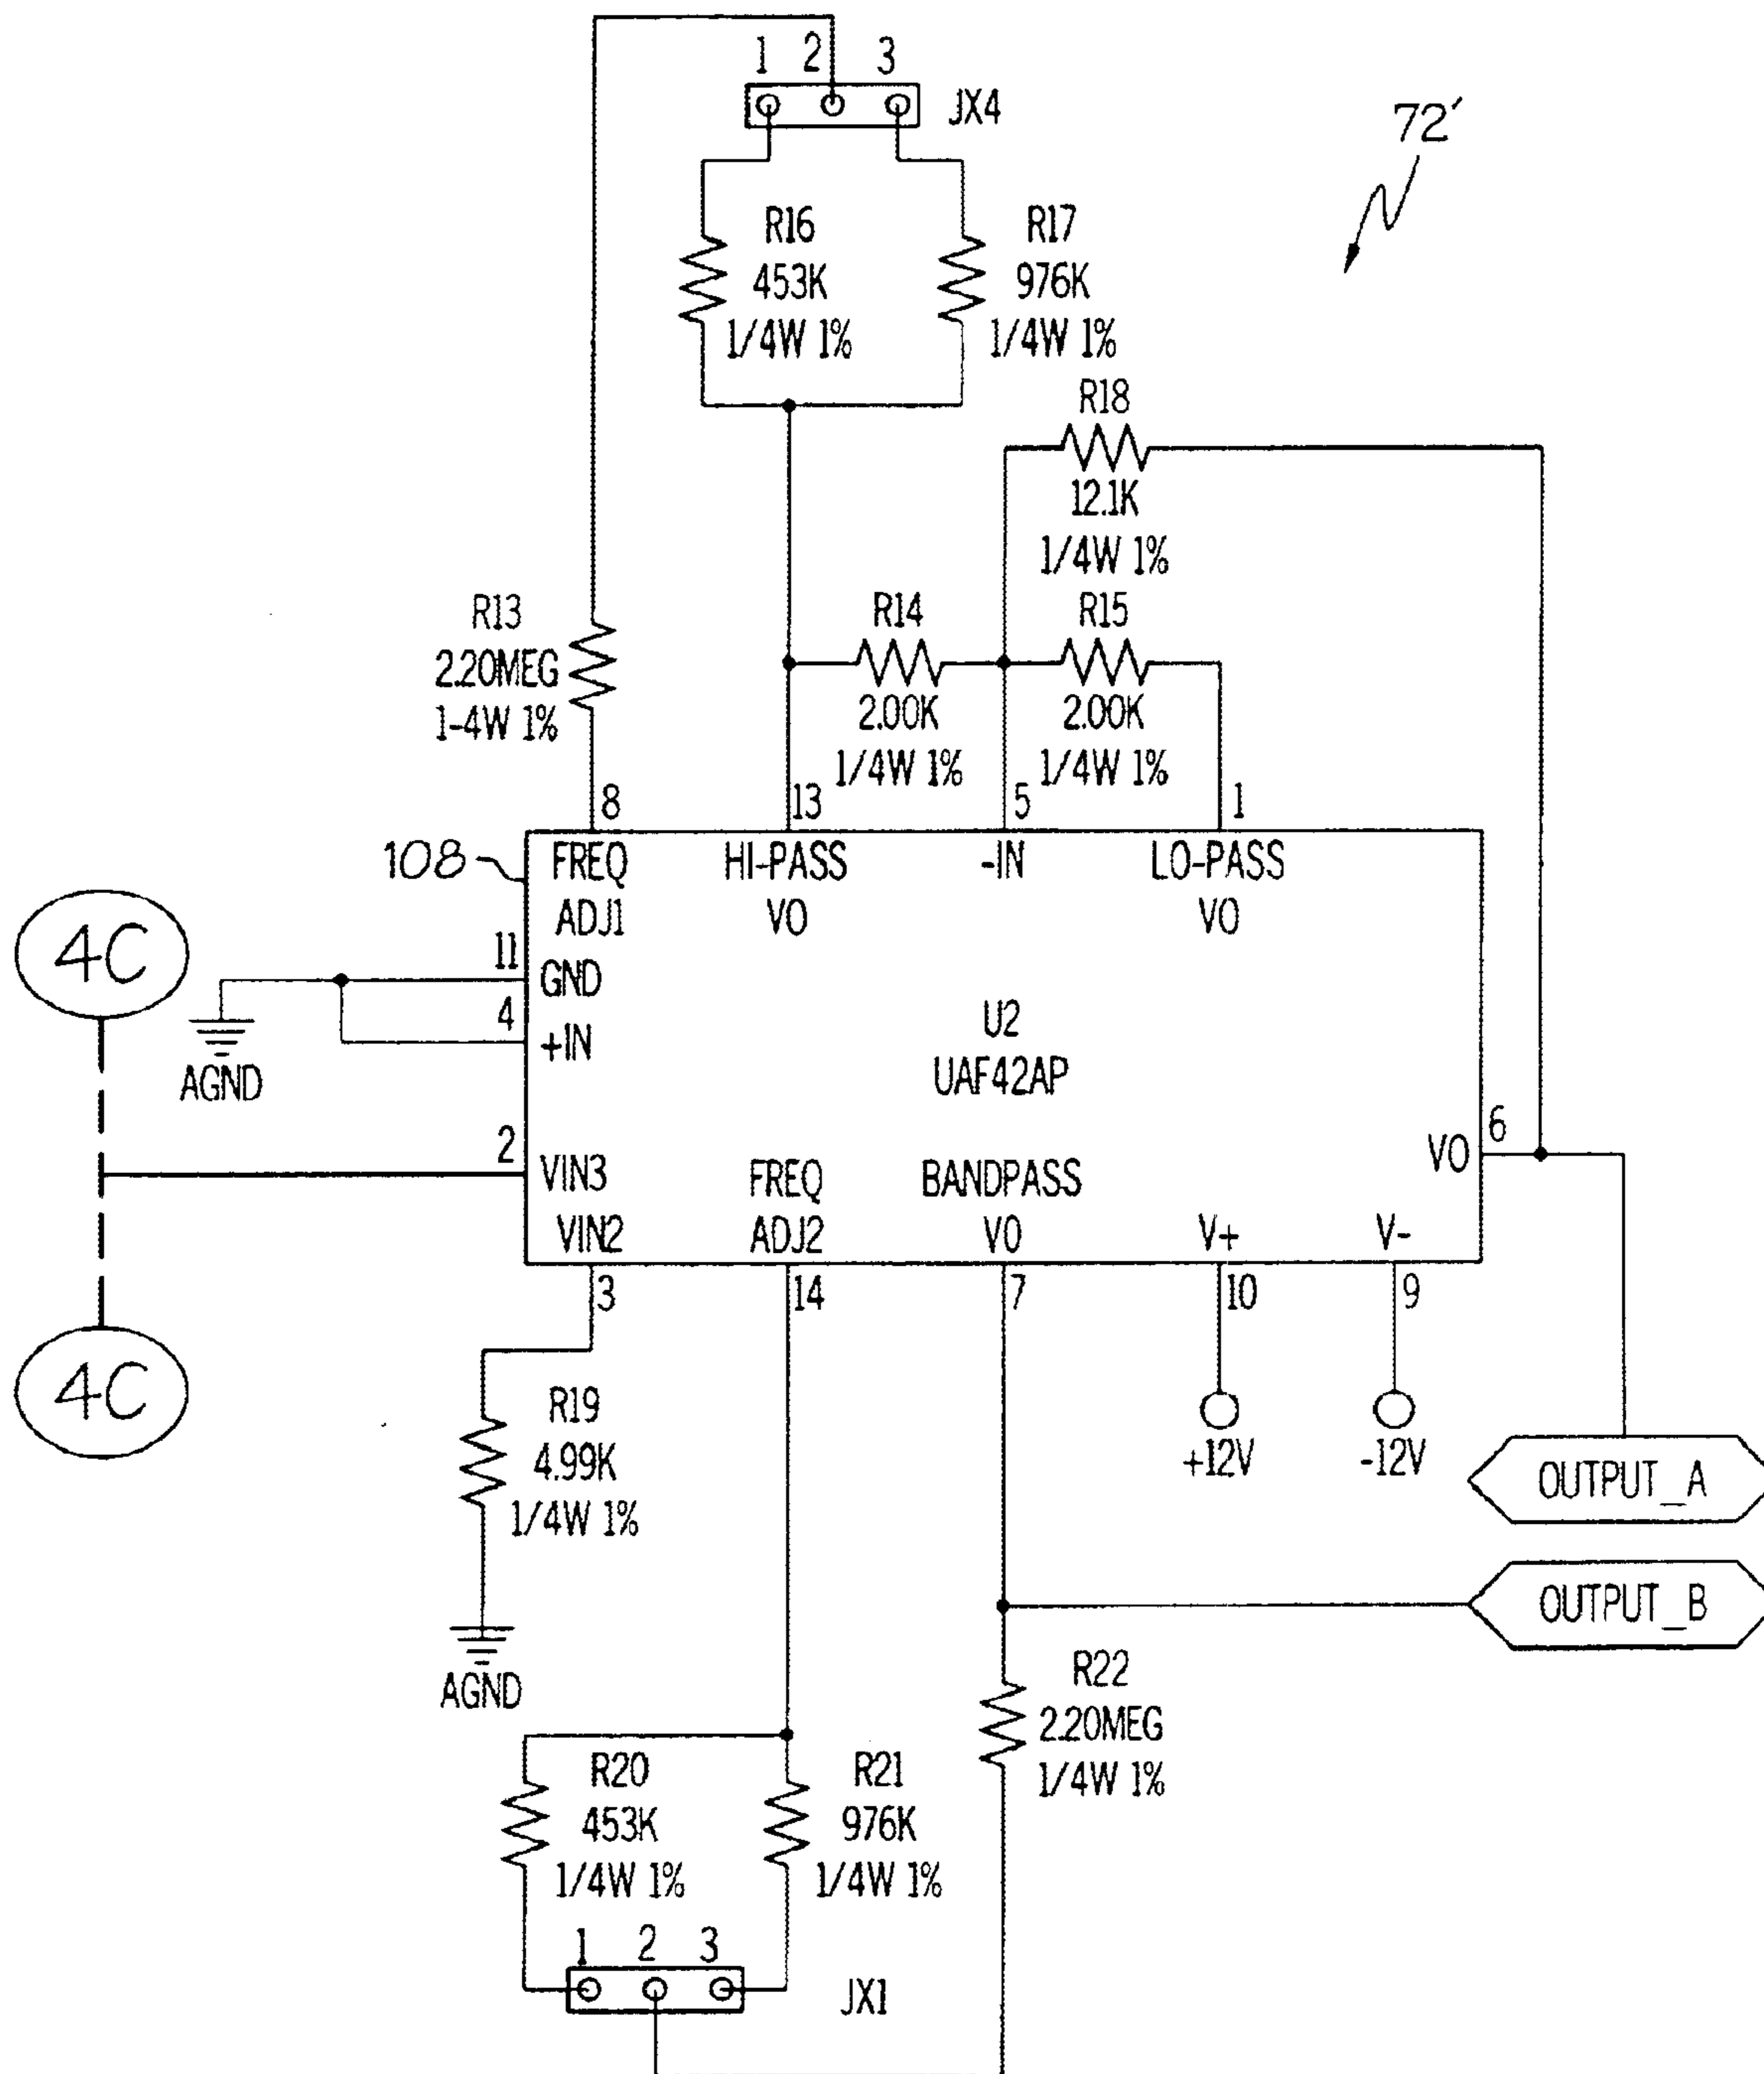 1 2 3
JX4
72′
R16
453K
1/4W 1%
R17
976K
1/4W 1%
R18
12.1K
1/4W 1%
R13
2.20MEG
1-4W 1%
R14
2.00K
1/4W 1%
R15
2.00K
1/4W 1%
8
13
5
1
108
FREQ
ADJ1
HI-PASS
VO
-IN
LO-PASS
VO
4C
11
GND
4
+IN
AGND
U2
UAF42AP
2
VIN3
VIN2
FREQ
ADJ2
BANDPASS
VO
V+
V-
VO
6
3
14
7
10
9
4C
+12V
-12V
R19
4.99K
1/4W 1%
AGND
OUTPUT_A
OUTPUT_B
R22
2.20MEG
1/4W 1%
R20
453K
1/4W 1%
R21
976K
1/4W 1%
1 2 3
JX1